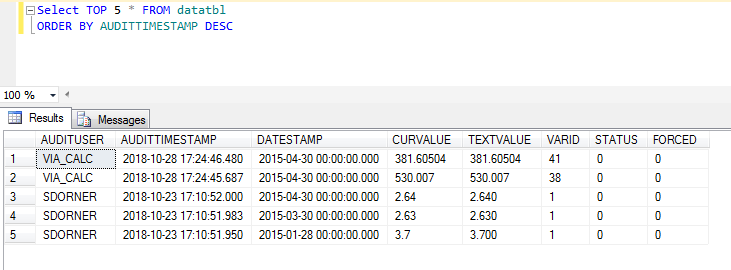 Select TOP 5 * FROM datatbl
ORDER BY AUDITTIMESTAMP DESC
100 %
Results Messages
AUDITUSER AUDITTIMESTAMP DATESTAMP CURVALUE TEXTVALUE VARID STATUS FORCED
1 VIA_CALC 2018-10-28 17:24:46.480 2015-04-30 00:00:00.000 381.60504 381.60504 41 0 0
2 VIA_CALC 2018-10-28 17:24:45.687 2015-04-30 00:00:00.000 530.007 530.007 38 0 0
3 SDORNER 2018-10-23 17:10:52.000 2015-04-30 00:00:00.000 2.64 2.640 1 0 0
4 SDORNER 2018-10-23 17:10:51.983 2015-03-30 00:00:00.000 2.63 2.630 1 0 0
5 SDORNER 2018-10-23 17:10:51.950 2015-01-28 00:00:00.000 3.7 3.700 1 0 0